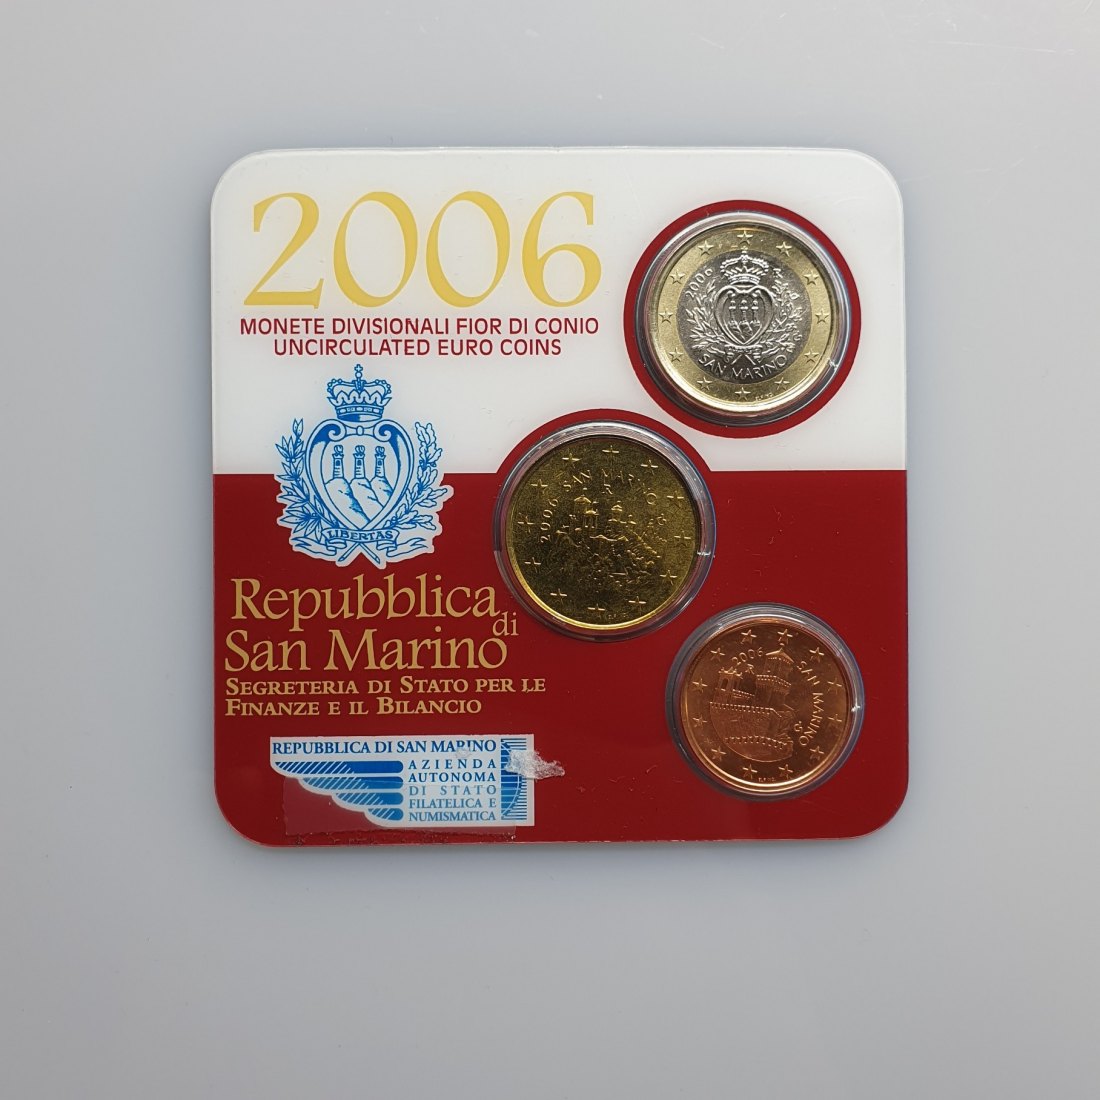 2006
MONETE DIVISIONALI FIOR DI CONIO
UNCIRCULATED EURO COINS
2006
SAN MARINO
SAN MARINO
2006
LIBERTAS
2006
SAN MARINO
Repubblica
di
San Marino
SEGRETERIA DI STATO PER LE
FINANZE E IL BILANCIO
REPUBBLICA DI SAN MARINO
AZIENDA
AUTONOMA
DI STATO
FILATELICA E
NUMISMATICA